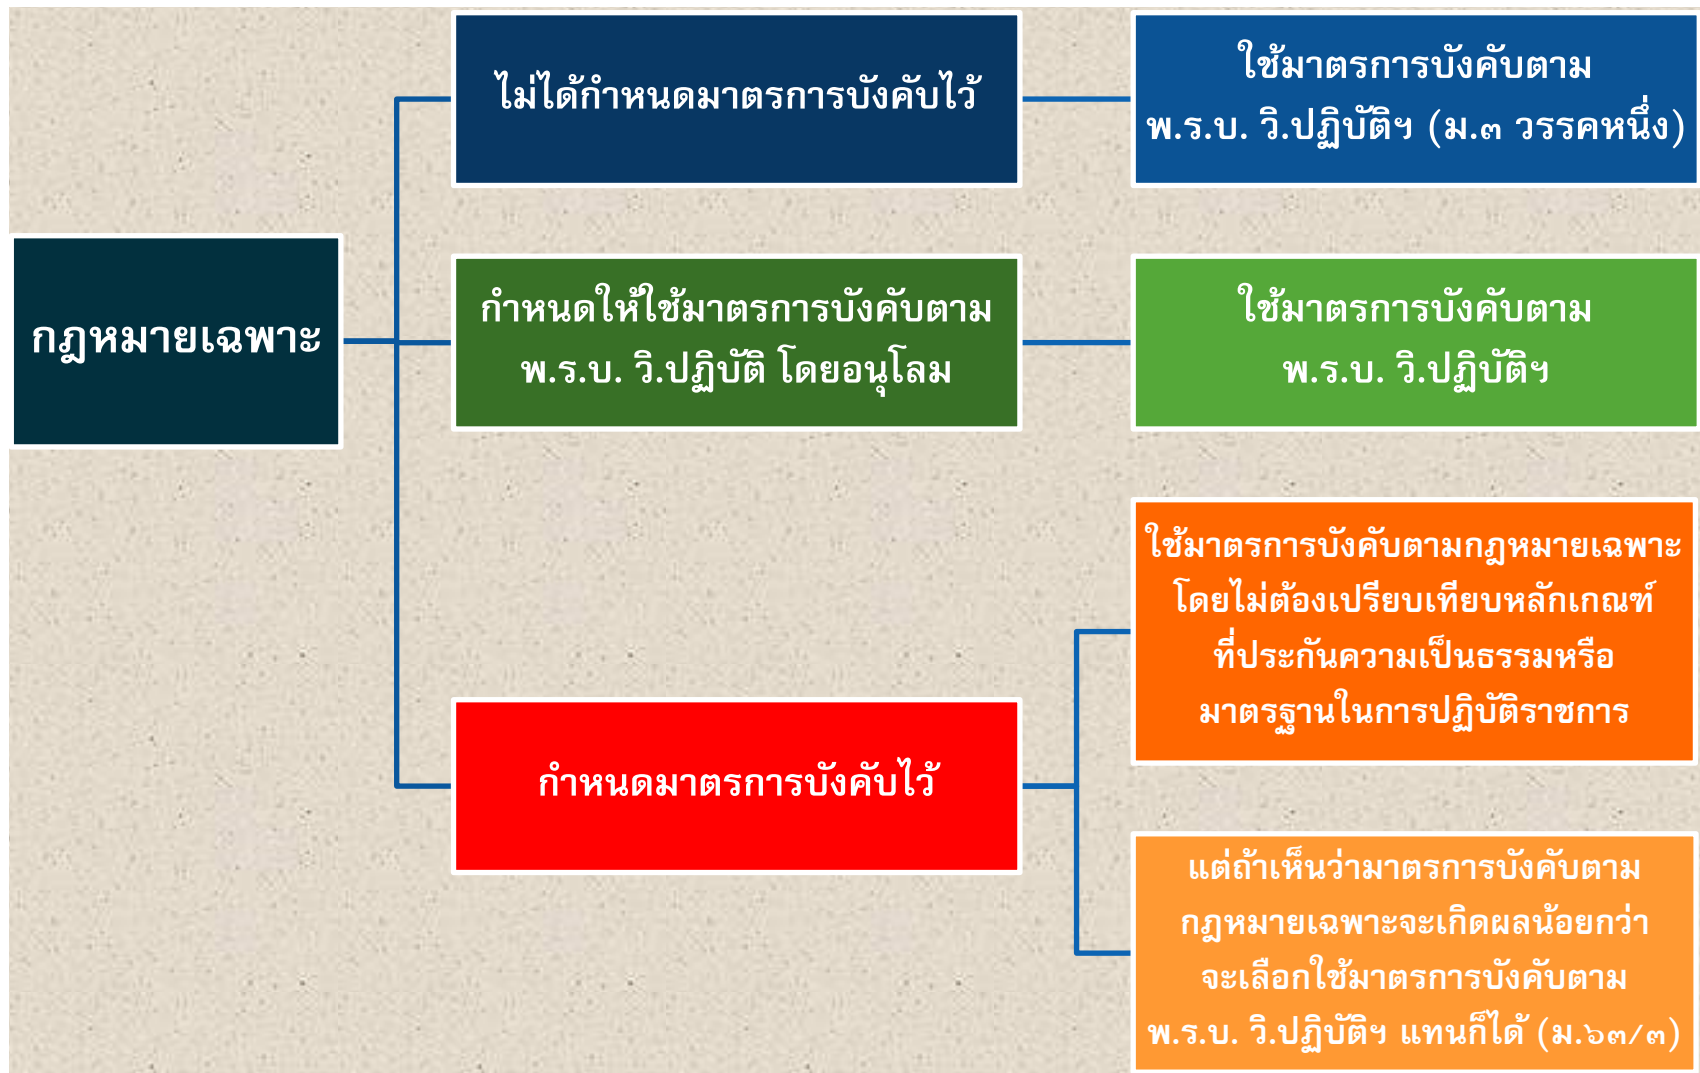 กฎหมายเฉพาะ
ไม่ได้กำหนดมาตรการบังคับไว้
ใช้มาตรการบังคับตาม
พ.ร.บ. วิ.ปฏิบัติฯ (ม.๓ วรรคหนึ่ง)
กำหนดให้ใช้มาตรการบังคับตาม
พ.ร.บ. วิ.ปฏิบัติ โดยอนุโลม
ใช้มาตรการบังคับตาม
พ.ร.บ. วิ.ปฏิบัติฯ
กำหนดมาตรการบังคับไว้
ใช้มาตรการบังคับตามกฎหมายเฉพาะ
โดยไม่ต้องเปรียบเทียบหลักเกณฑ์
ที่ประกันความเป็นธรรมหรือ
มาตรฐานในการปฏิบัติราชการ
แต่ถ้าเห็นว่ามาตรการบังคับตาม
กฎหมายเฉพาะจะเกิดผลน้อยกว่า
จะเลือกใช้มาตรการบังคับตาม
พ.ร.บ. วิ.ปฏิบัติฯ แทนก็ได้ (ม.๖๓/๓)